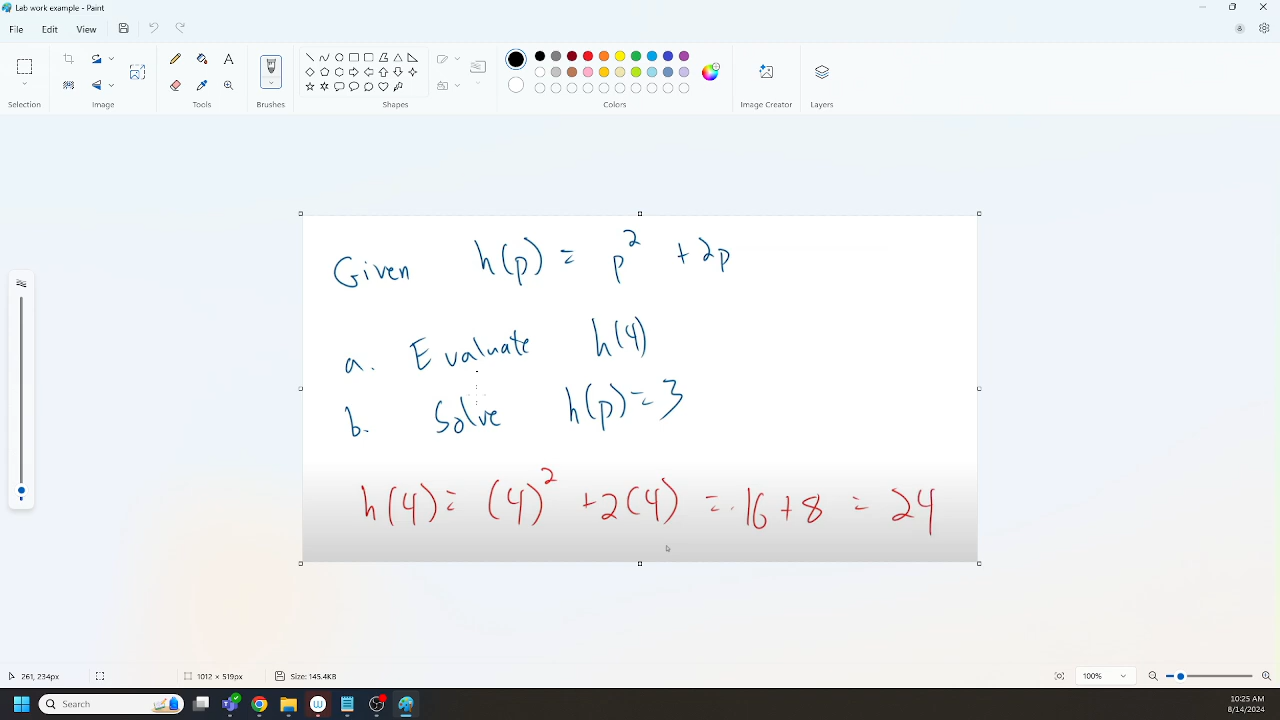 Lab work example - Paint
File Edit View
Selection Image Tools Brushes Shapes Colors Image Creator Layers
Given h(p) = p² + 2p
a. Evaluate h(4)
b. Solve h(p) = 3
h(4) = (4)² + 2(4) = 16 + 8 = 24
261, 234px 1012 × 519px Size: 145.4KB 100%
Search 10:25 AM
8/14/2024